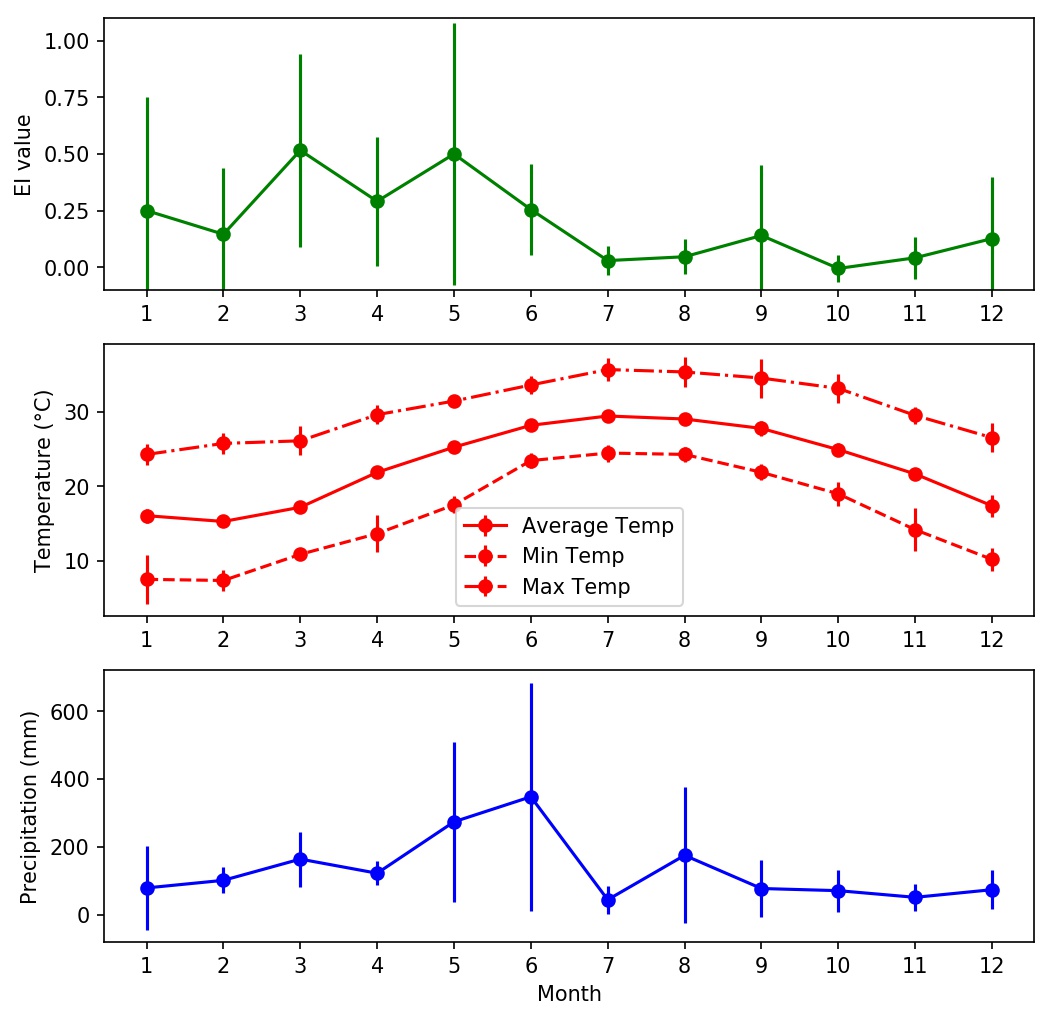 EI value
1.00
0.75
0.50
0.25
0.00
1 2 3 4 5 6 7 8 9 10 11 12
Temperature (°C)
30
20
10
Average Temp
Min Temp
Max Temp
1 2 3 4 5 6 7 8 9 10 11 12
Precipitation (mm)
600
400
200
0
1 2 3 4 5 6 7 8 9 10 11 12
Month